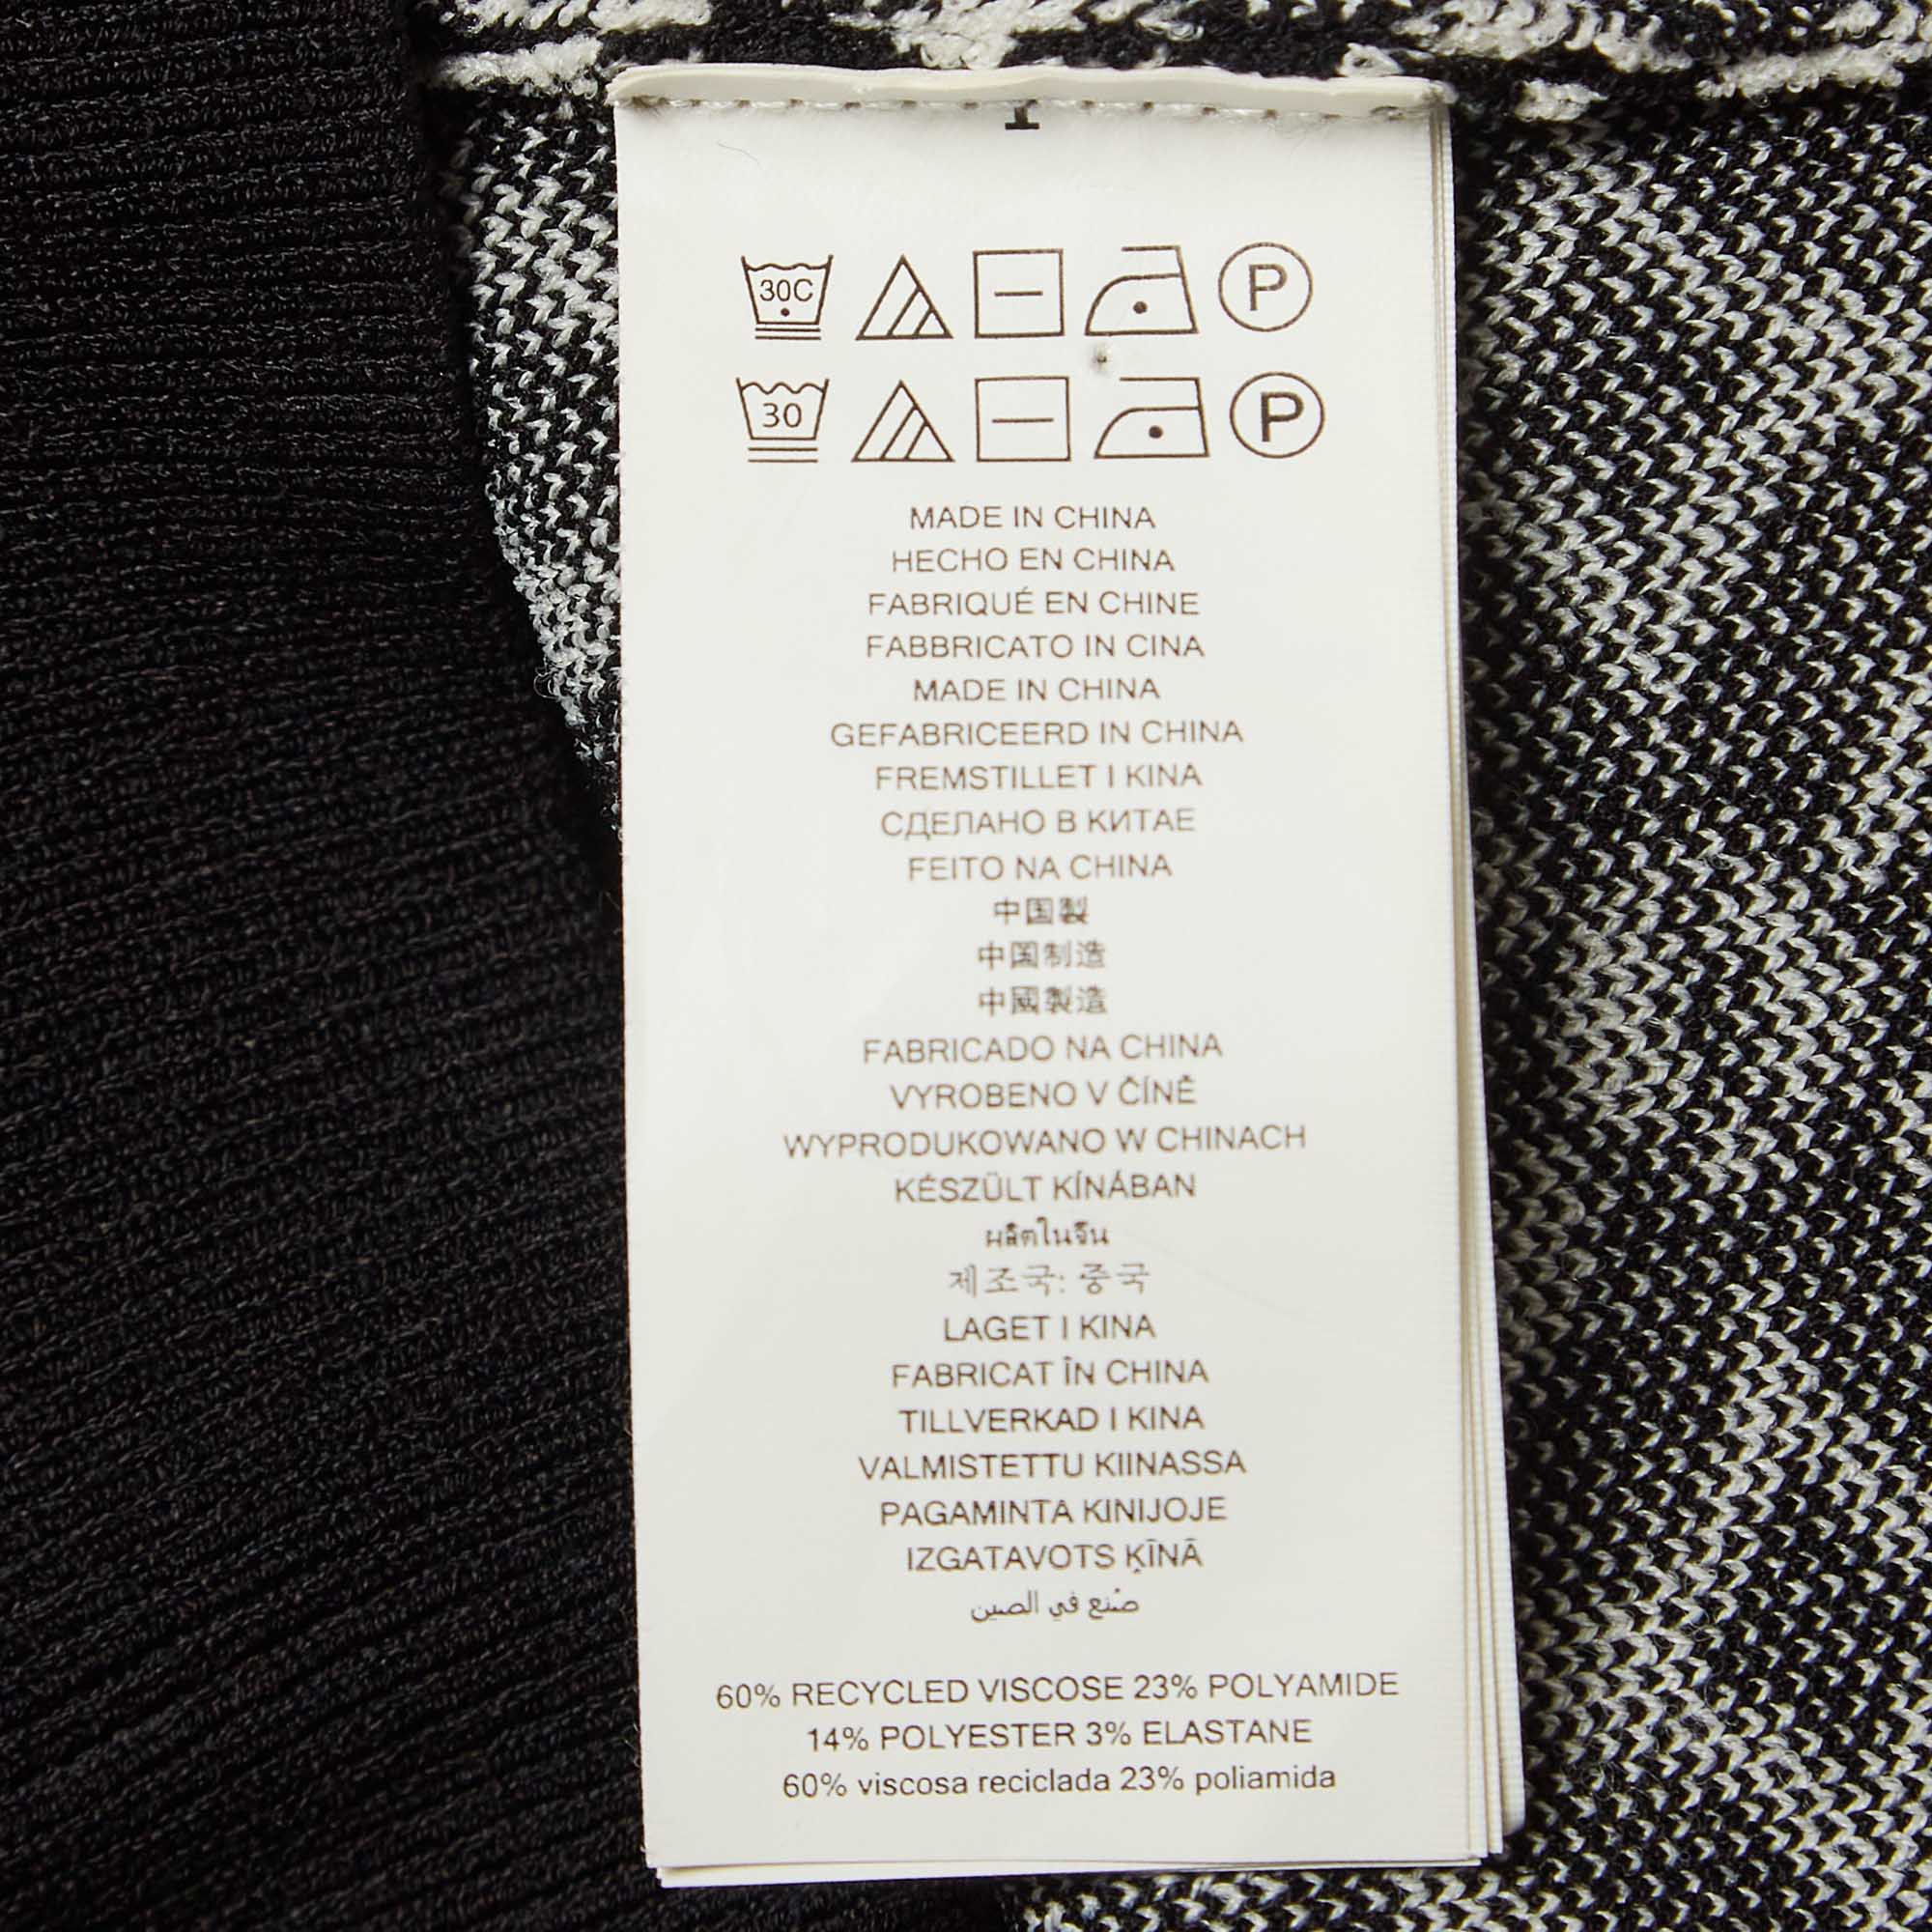 30C P
30 P
MADE IN CHINA
HECHO EN CHINA
FABRIQUÉ EN CHINE
FABBRICATO IN CINA
MADE IN CHINA
GEFABRICEERD IN CHINA
FREMSTILLET I KINA
СДЕЛАНО В КИТАЕ
FEITO NA CHINA
中国製
中国制造
中國製造
FABRICADO NA CHINA
VYROBENO V ČÍNĚ
WYPRODUKOWANO W CHINACH
KÉSZÜLT KÍNÁBAN
ผลิตในจีน
제조국: 중국
LAGET I KINA
FABRICAT ÎN CHINA
TILLVERKAD I KINA
VALMISTETTU KIINASSA
PAGAMINTA KINIJOJE
IZGATAVOTS ĶĪNĀ
صُنع في الصين
60% RECYCLED VISCOSE 23% POLYAMIDE
14% POLYESTER 3% ELASTANE
60% viscosa reciclada 23% poliamida